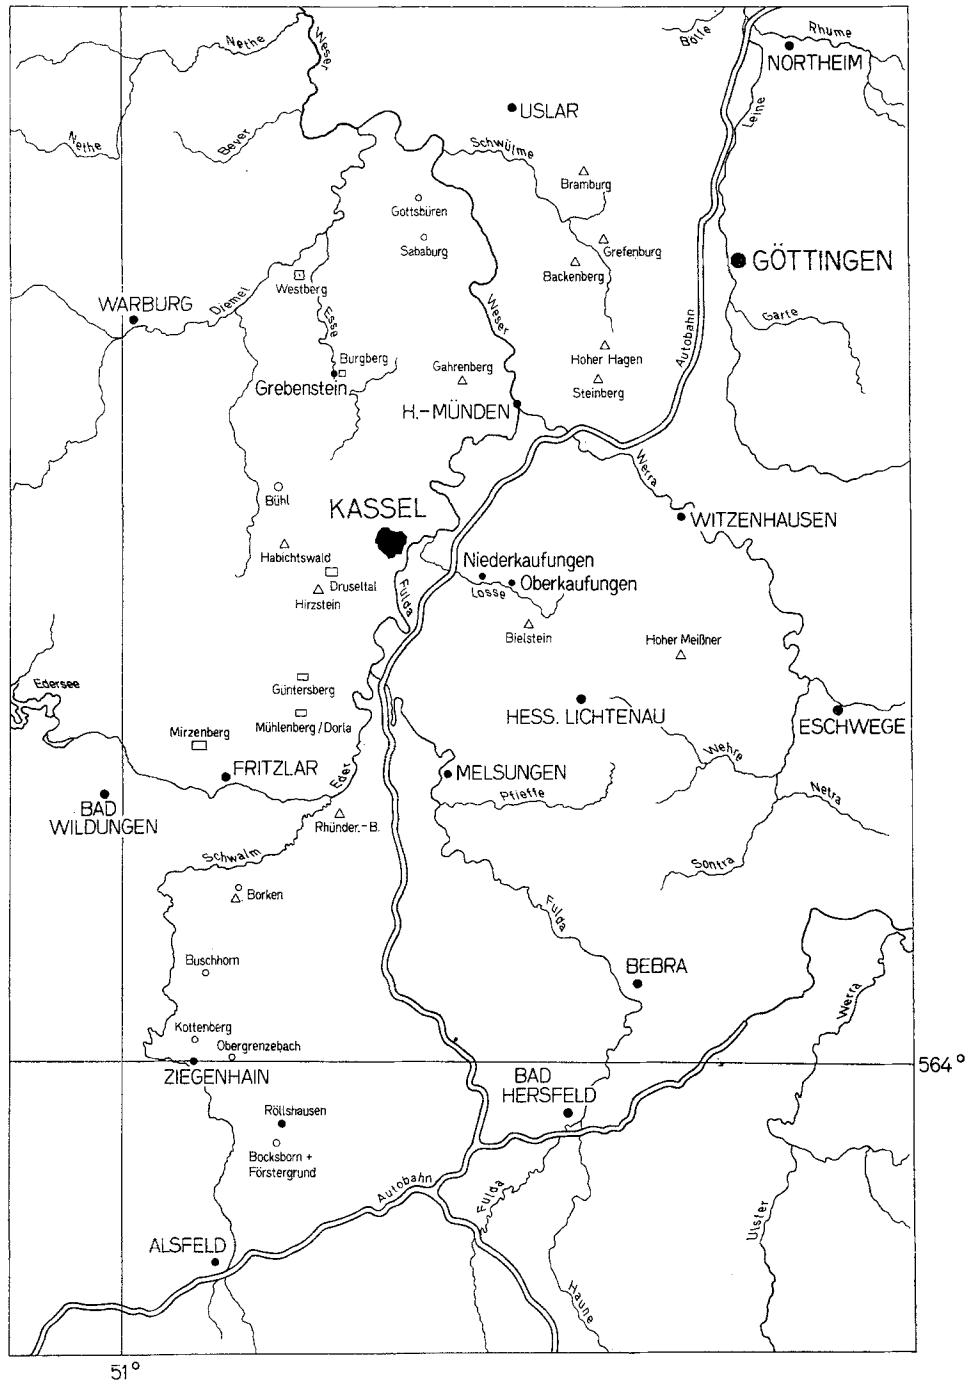 Nethe
Weser
Bölle
Rhume
NORTHEIM
USLAR
Leine
Nethe
Bever
Schwülme
Bramburg
Gottsbüren
Sababurg
Grefenburg
Backenberg
GÖTTINGEN
Westberg
WARBURG
Diemel
Esse
Weser
Autobahn
Garte
Burgberg
Grebenstein
Gahrenberg
Hoher Hagen
Steinberg
H.-MÜNDEN
Werra
Bühl
KASSEL
WITZENHAUSEN
Habichtswald
Druseltal
Hirzstein
Fulda
Niederkaufungen
Oberkaufungen
Losse
Bielstein
Hoher Meißner
Edersee
Güntersberg
Mühlenberg/Dorla
Mirzenberg
HESS. LICHTENAU
ESCHWEGE
FRITZLAR
Eder
MELSUNGEN
Wehre
Pfieffe
Netra
BAD
WILDUNGEN
Rhünder.-B.
Schwalm
Sontra
Borken
Fulda
Buschhorn
BEBRA
Werra
Kottenberg
Obergrenzebach
ZIEGENHAIN
564°
BAD
HERSFELD
Röllshausen
Bocksborn +
Förstergrund
Autobahn
Fulda
Ulster
ALSFELD
Haune
51°